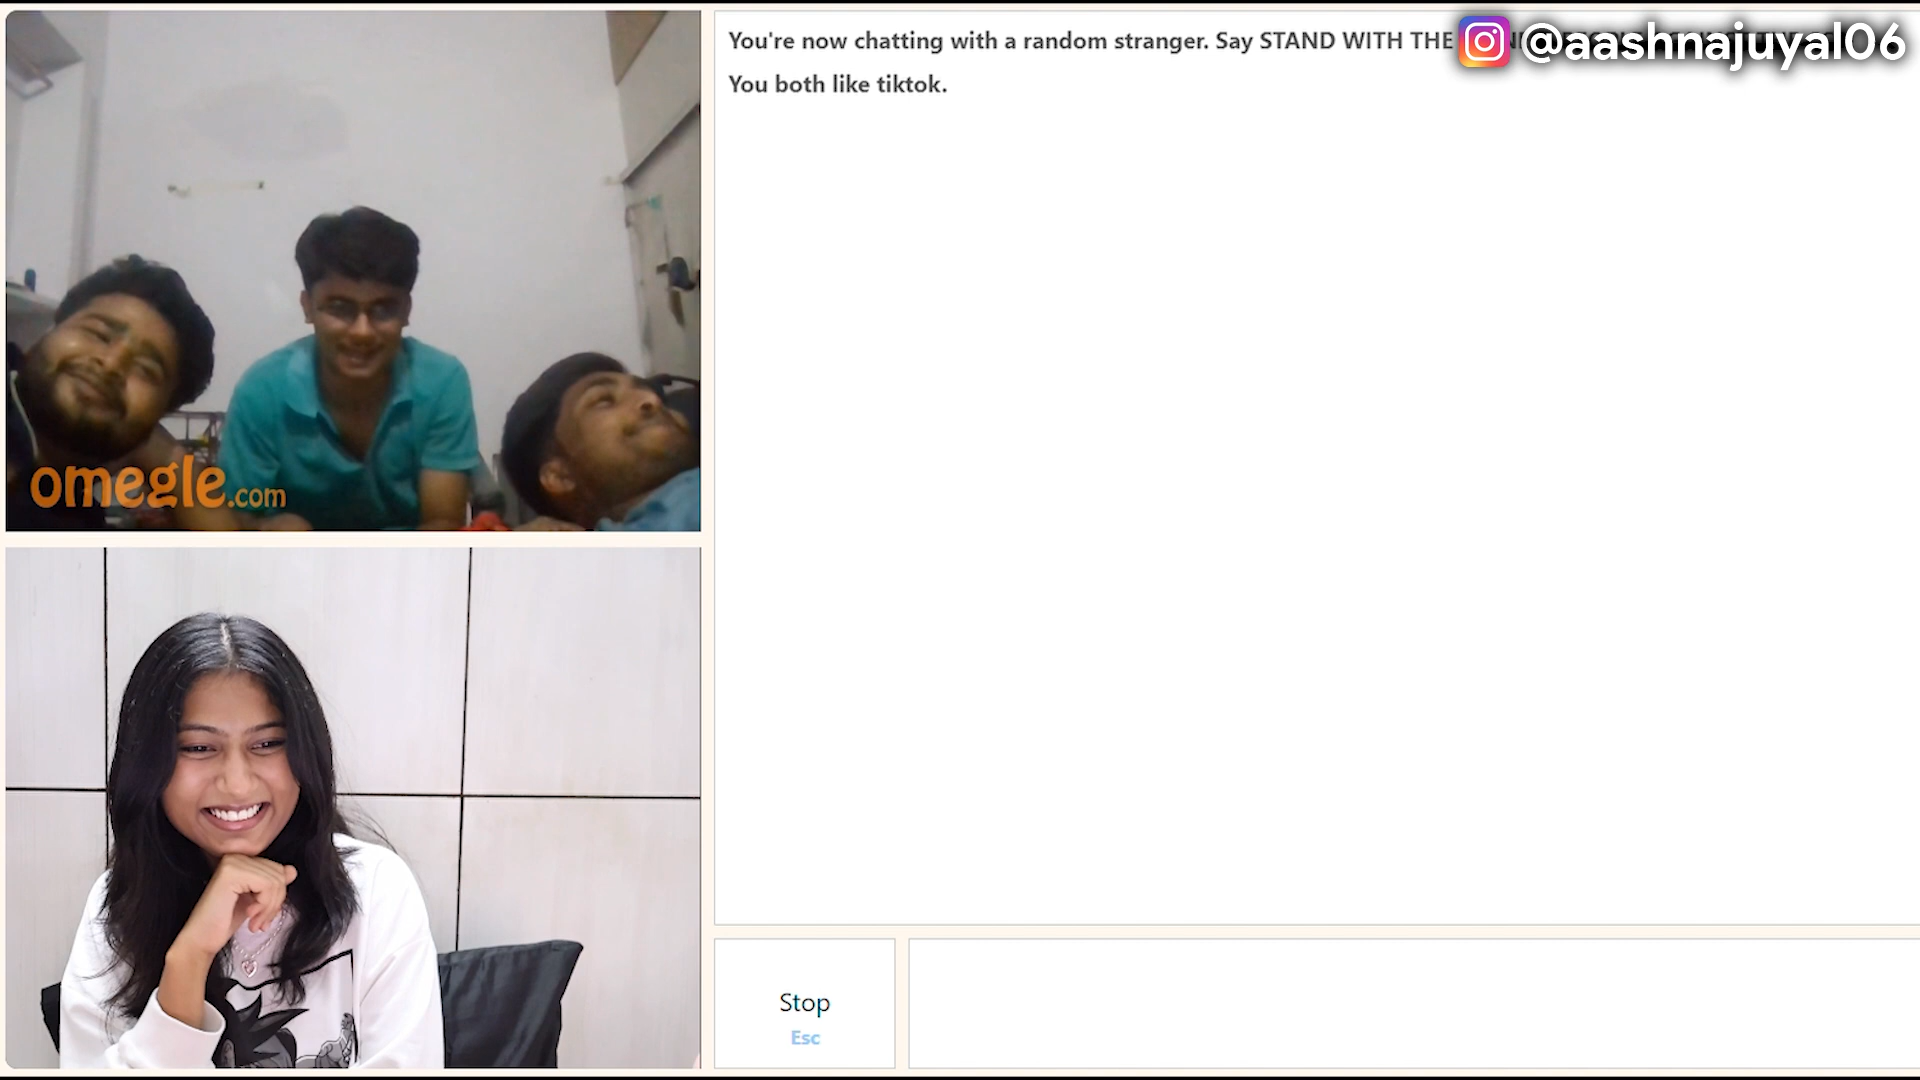 You're now chatting with a random stranger. Say STAND WITH THE
@aashnajuyal06
You both like tiktok.
omegle.com
Stop
Esc